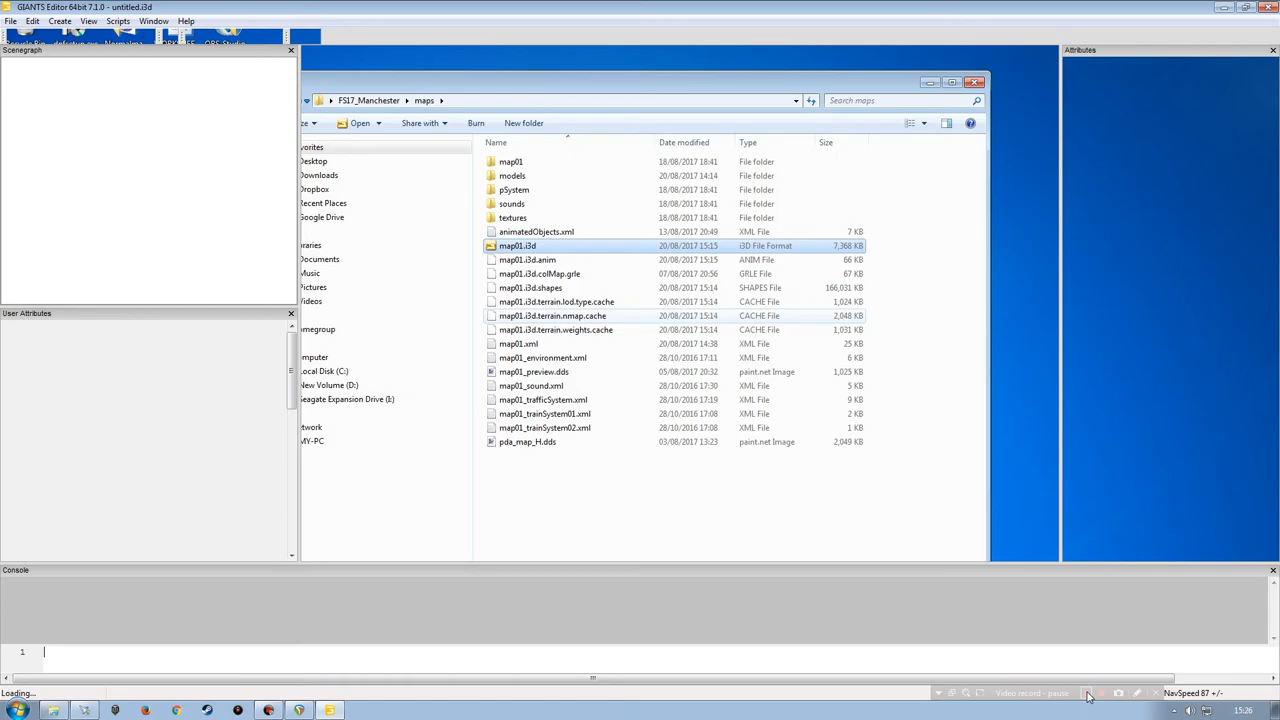 GIANTS Editor 64bit 7.1.0 - untitled.i3d
File Edit Create View Scripts Window Help
Scenegraph
Attributes
FS17_Manchester maps
Search maps
Open Share with Burn New folder
Name Date modified Type Size
map01 18/08/2017 18:41 File folder
models 20/08/2017 14:14 File folder
pSystem 18/08/2017 18:41 File folder
sounds 18/08/2017 18:41 File folder
textures 18/08/2017 18:41 File folder
animatedObjects.xml 13/08/2017 20:49 XML File 7 KB
map01.i3d 20/08/2017 15:15 i3D File Format 7,368 KB
map01.i3d.anim 20/08/2017 15:15 ANIM File 66 KB
map01.i3d.colMap.grle 07/08/2017 20:56 GRLE File 67 KB
map01.i3d.shapes 20/08/2017 15:14 SHAPES File 166,031 KB
map01.i3d.terrain.lod.type.cache 20/08/2017 15:14 CACHE File 1,024 KB
map01.i3d.terrain.nmap.cache 20/08/2017 15:14 CACHE File 2,048 KB
map01.i3d.terrain.weights.cache 20/08/2017 15:14 CACHE File 1,031 KB
map01.xml 20/08/2017 14:38 XML File 25 KB
map01_environment.xml 28/10/2016 17:11 XML File 6 KB
map01_preview.dds 05/08/2017 20:32 paint.net Image 1,025 KB
map01_sound.xml 28/10/2016 17:30 XML File 5 KB
map01_trafficSystem.xml 28/10/2016 17:19 XML File 9 KB
map01_trainSystem01.xml 28/10/2016 17:08 XML File 2 KB
map01_trainSystem02.xml 28/10/2016 17:08 XML File 1 KB
pda_map_H.dds 03/08/2017 13:23 paint.net Image 2,049 KB
vorites
Desktop
Downloads
Dropbox
Recent Places
Google Drive
raries
Documents
Music
Pictures
Videos
megroup
mputer
Local Disk (C:)
New Volume (D:)
Seagate Expansion Drive (I:)
twork
MY-PC
User Attributes
Console
1
Loading...
Video record - pause
NavSpeed 87 +/-
15:26